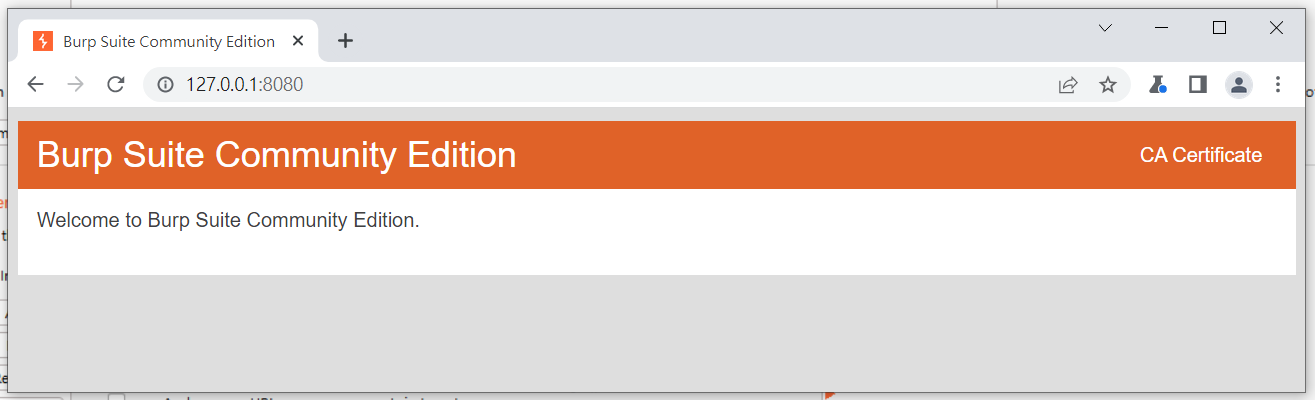 Burp Suite Community Edition
127.0.0.1:8080
Burp Suite Community Edition
CA Certificate
Welcome to Burp Suite Community Edition.